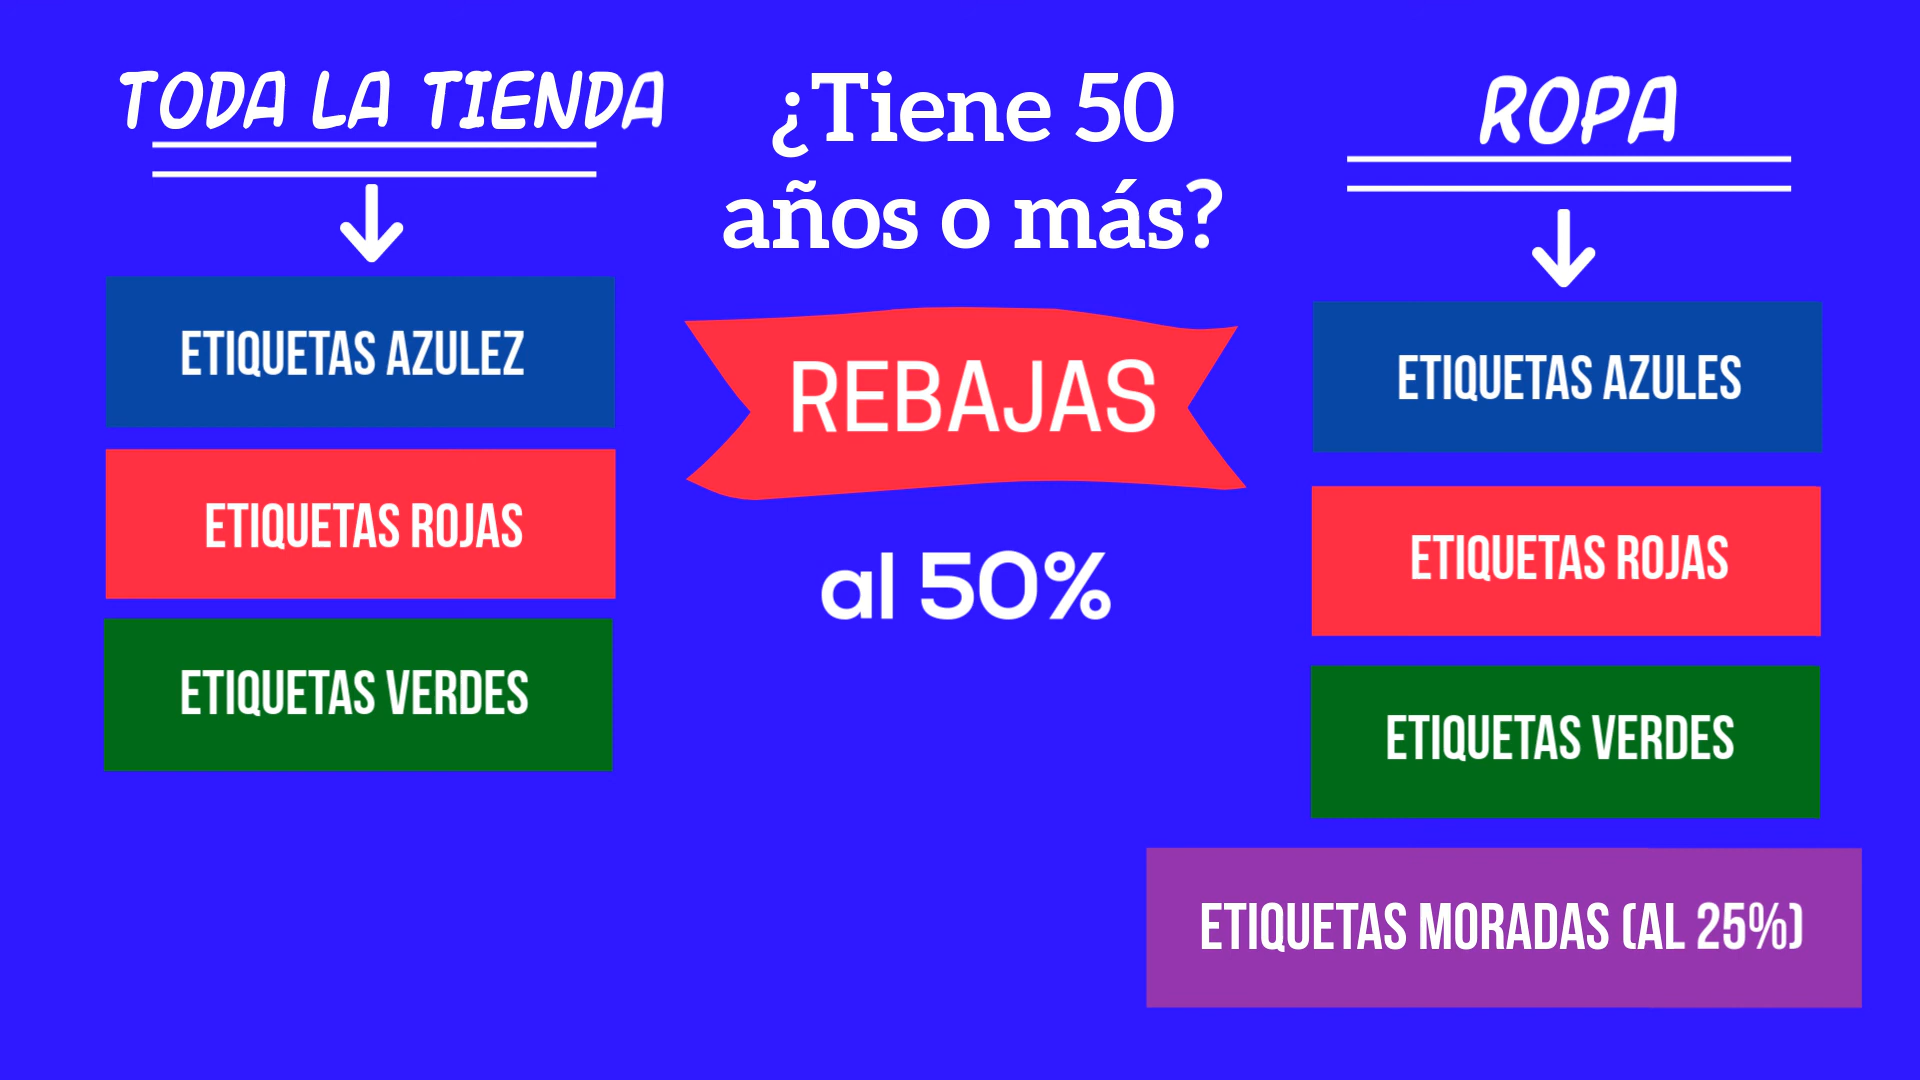 TODA LA TIENDA
ETIQUETAS AZULEZ
ETIQUETAS ROJAS
ETIQUETAS VERDES
¿Tiene 50
años o más?
REBAJAS
al 50%
ROPA
ETIQUETAS AZULES
ETIQUETAS ROJAS
ETIQUETAS VERDES
ETIQUETAS MORADAS (AL 25%)